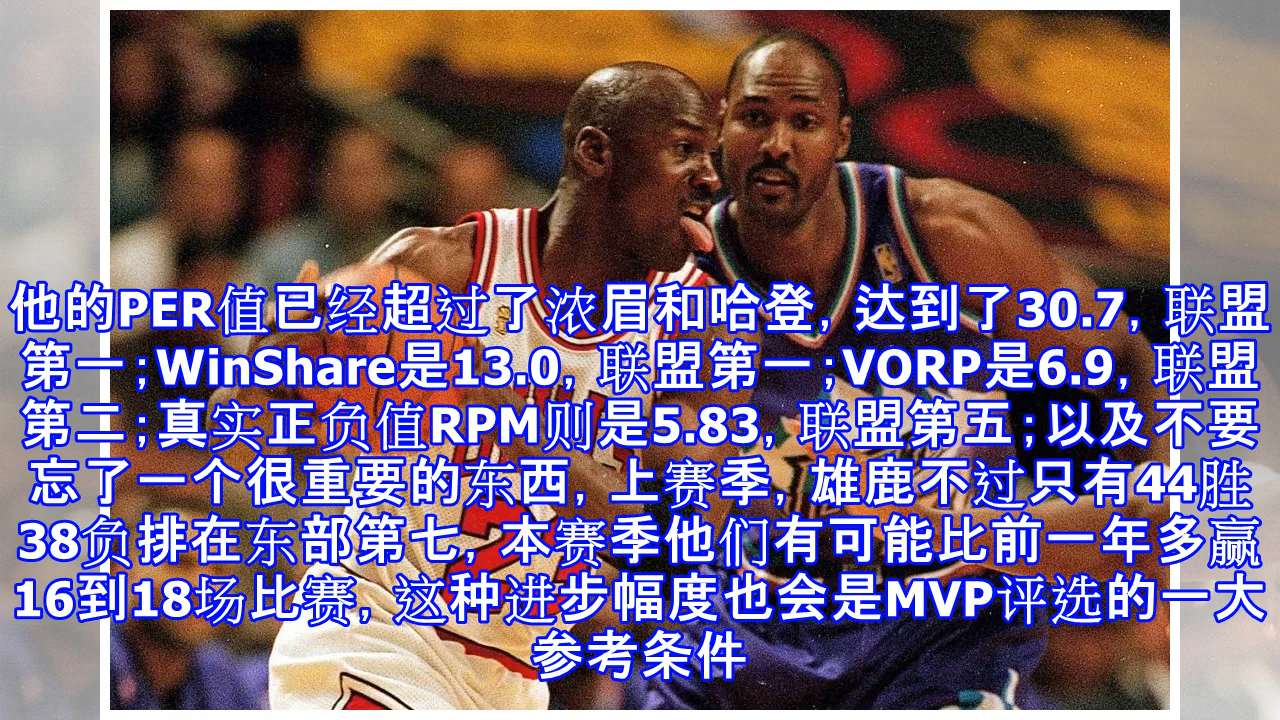 他的PER值已经超过了浓眉和哈登, 达到了30.7, 联盟
第一;WinShare是13.0, 联盟第一;VORP是6.9, 联盟
第二;真实正负值RPM则是5.83, 联盟第五;以及不要
忘了一个很重要的东西, 上赛季, 雄鹿不过只有44胜
38负排在东部第七, 本赛季他们有可能比前一年多赢
16到18场比赛, 这种进步幅度也会是MVP评选的一大
参考条件